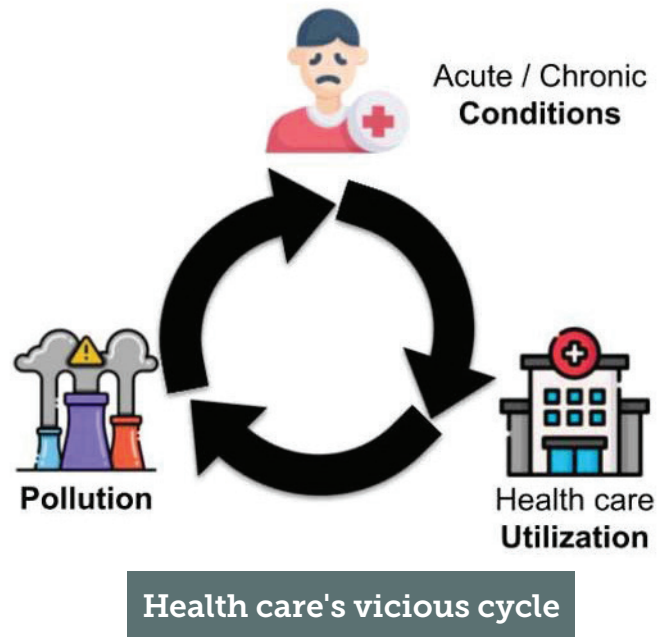 Acute / Chronic
Conditions
Pollution
Health care
Utilization
Health care's vicious cycle